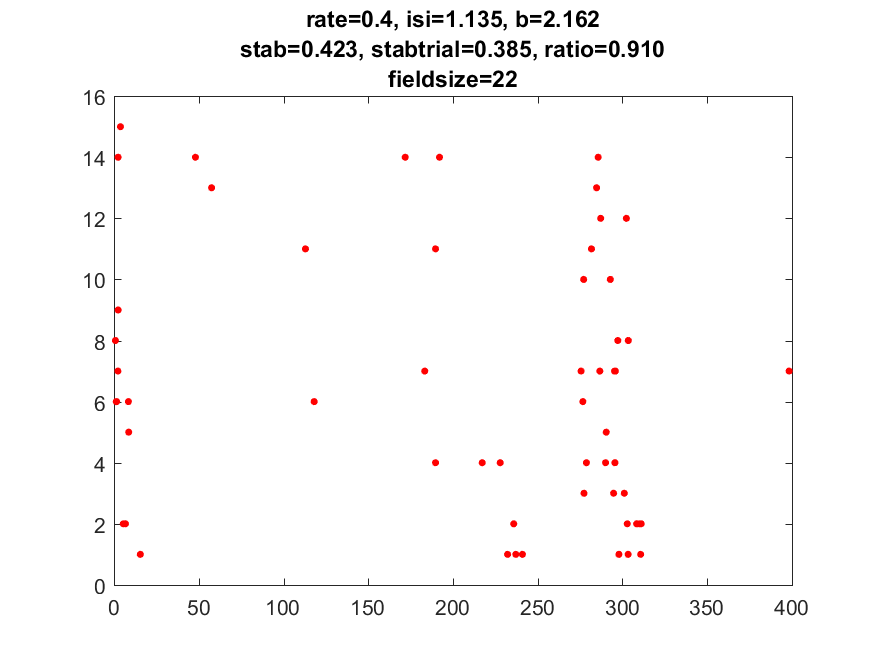 rate=0.4, isi=1.135, b=2.162
stab=0.423, stabtrial=0.385, ratio=0.910
fieldsize=22
16
14
12
10
8
6
4
2
0
0 50 100 150 200 250 300 350 400